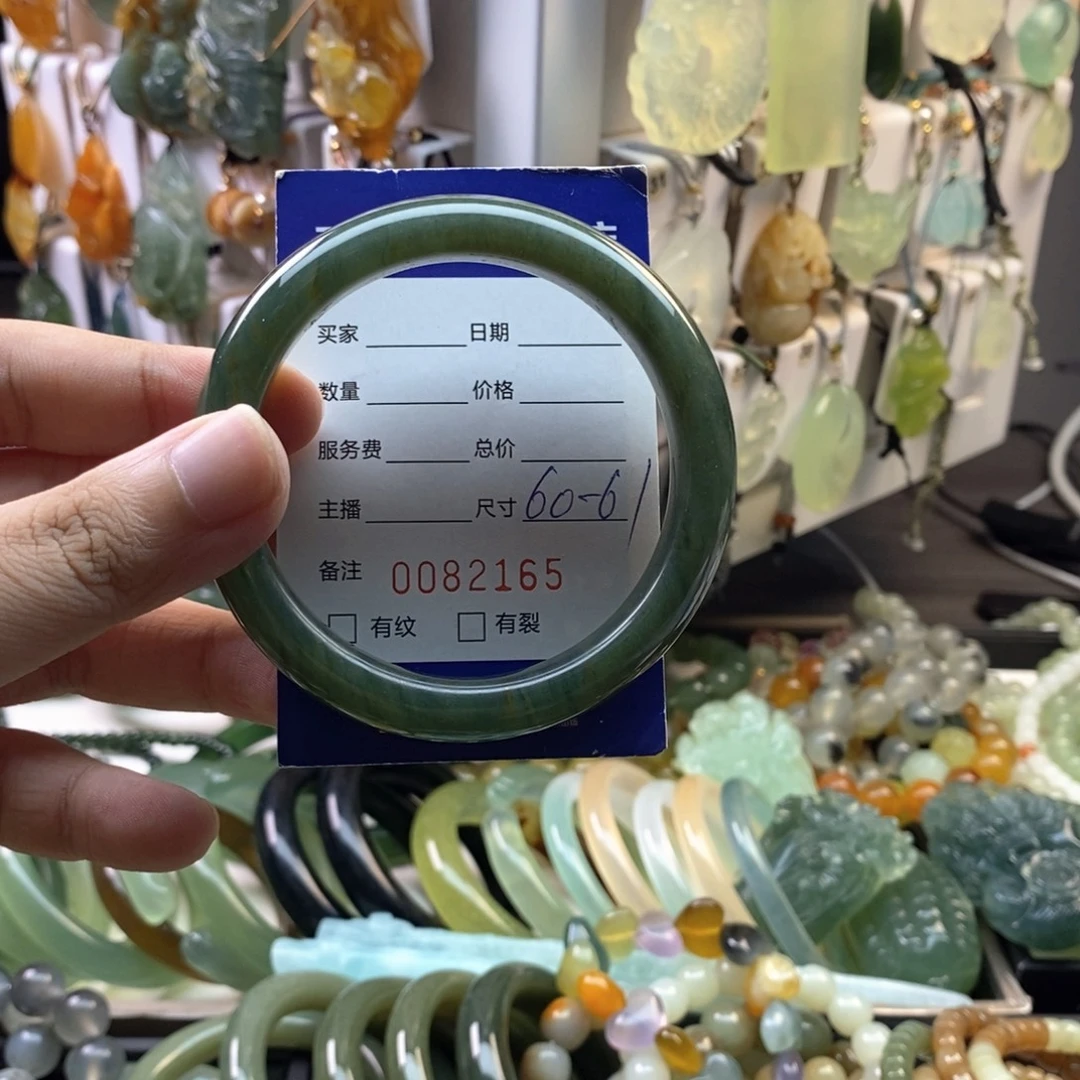 买家 日期
数量 价格
服务费 总价
主播 尺寸 60-61
备注 0082165
有纹 有裂